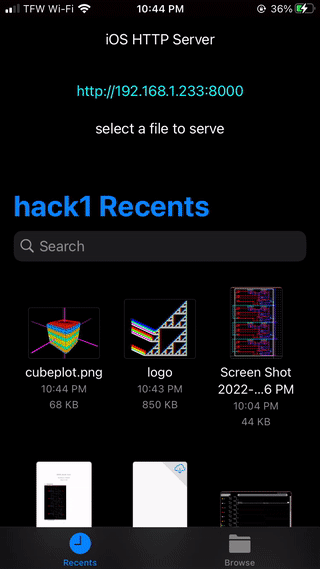 TFW Wi-Fi 10:44 PM 36%
iOS HTTP Server
http://192.168.1.233:8000
select a file to serve
hack1 Recents
Search
cubeplot.png logo Screen Shot
2022-...6 PM
10:44 PM 10:43 PM 10:04 PM
68 KB 850 KB 44 KB
Recents Browse